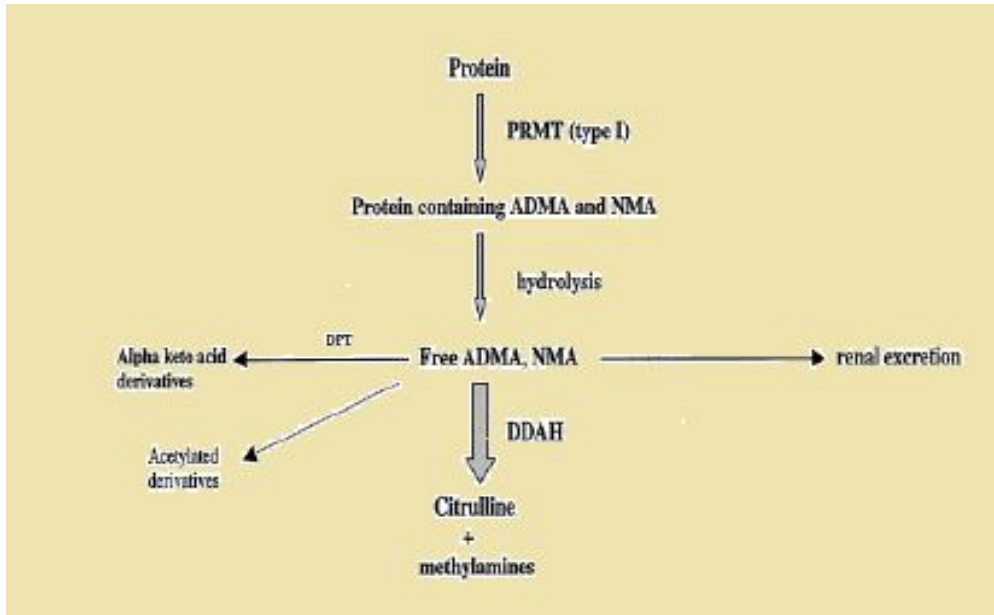 Protein
PRMT (type I)
Protein containing ADMA and NMA
hydrolysis
DPT
Alpha keto acid
derivatives
Free ADMA, NMA
renal excretion
DDAH
Acetylated
derivatives
Citrulline
+
methylamines